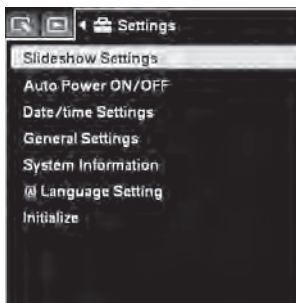 Settings
Slideshow Settings
Auto Power ON/OFF
Date/time Settings
General Settings
System Information
Language Setting
Initialize